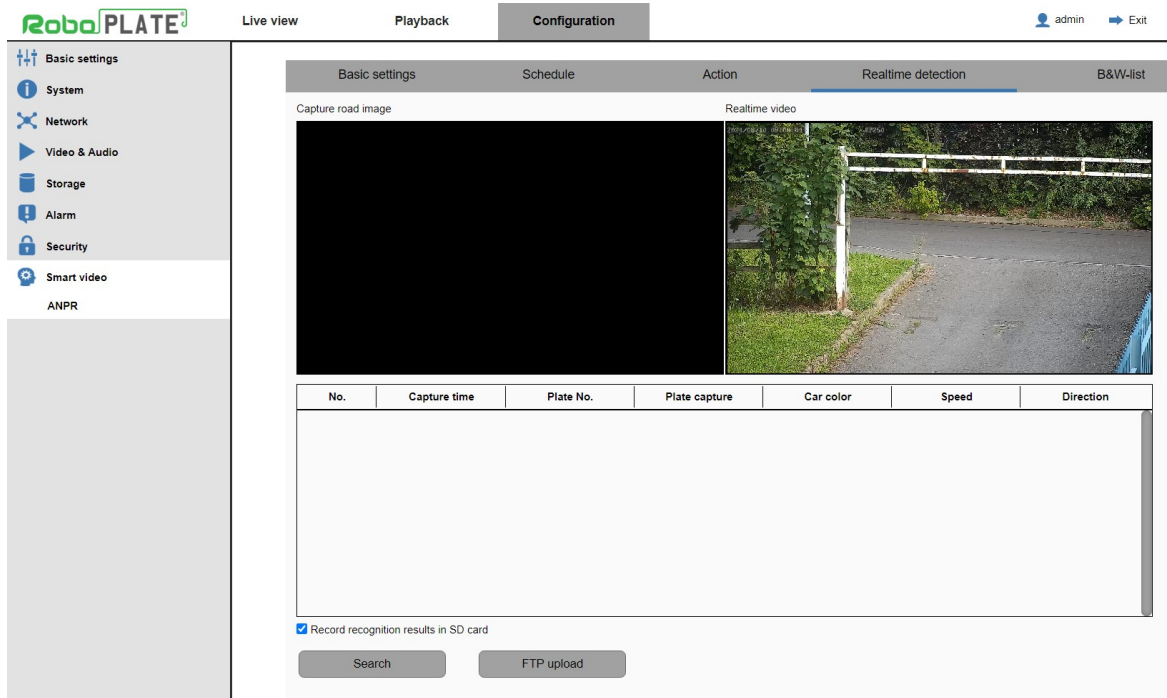 Robo PLATE
Live view
Playback
Configuration
admin
Exit
Basic settings
System
Network
Video & Audio
Storage
Alarm
Security
Smart video
ANPR
Basic settings
Schedule
Action
Realtime detection
B&W-list
Capture road image
Realtime video
No.
Capture time
Plate No.
Plate capture
Car color
Speed
Direction
Record recognition results in SD card
Search
FTP upload